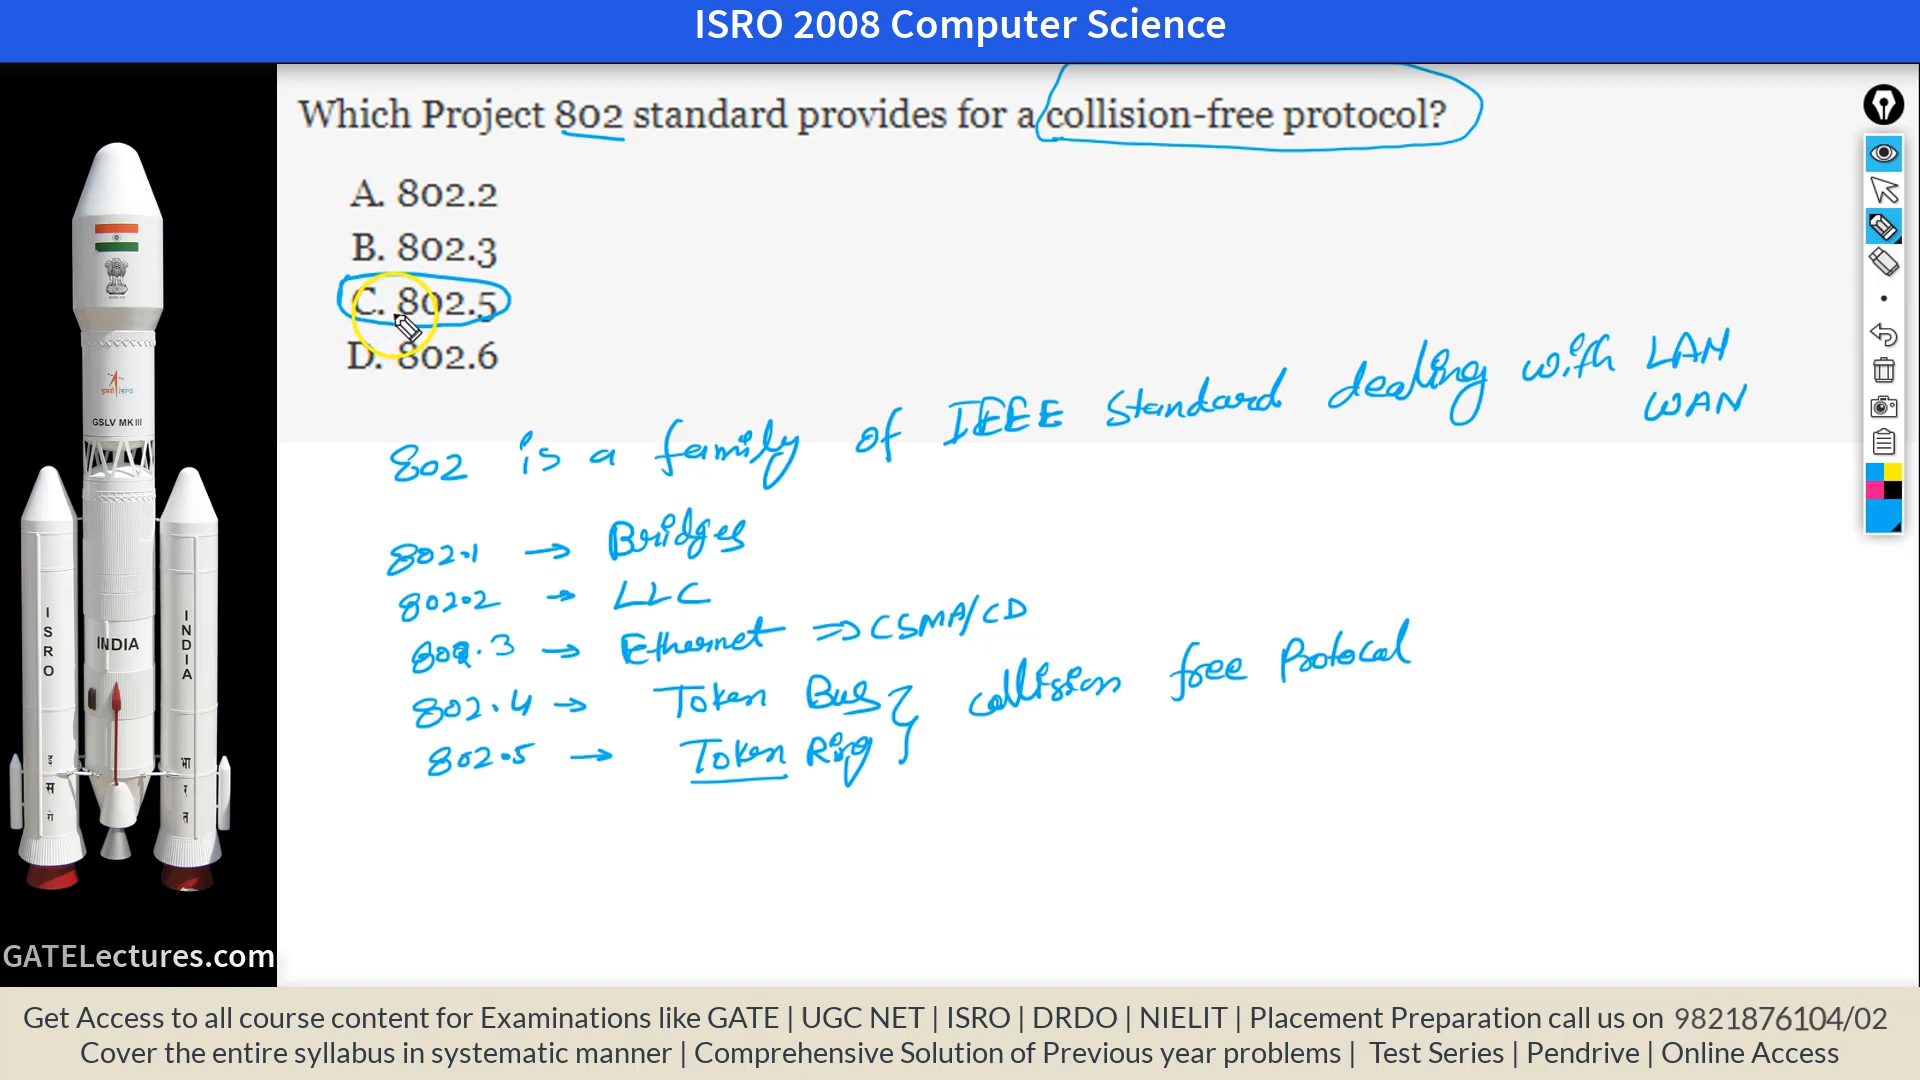 ISRO 2008 Computer Science
Which Project 802 standard provides for a collision-free protocol?
A. 802.2
B. 802.3
C. 802.5
D. 802.6
802 is a family of IEEE Standard dealing with LAN
WAN
802.1 → Bridges
802.2 → LLC
802.3 → Ethernet ⇒ CSMA/CD
802.4 → Token Bus
802.5 → Token Ring
collision free Protocal
इसरो isro
GSLV MK III
INDIA
I
S
R
O
I
N
D
I
A
इ
स
रो
भा
र
त
GATELectures.com
Get Access to all course content for Examinations like GATE | UGC NET | ISRO | DRDO | NIELIT | Placement Preparation call us on 9821876104/02
Cover the entire syllabus in systematic manner | Comprehensive Solution of Previous year problems | Test Series | Pendrive | Online Access